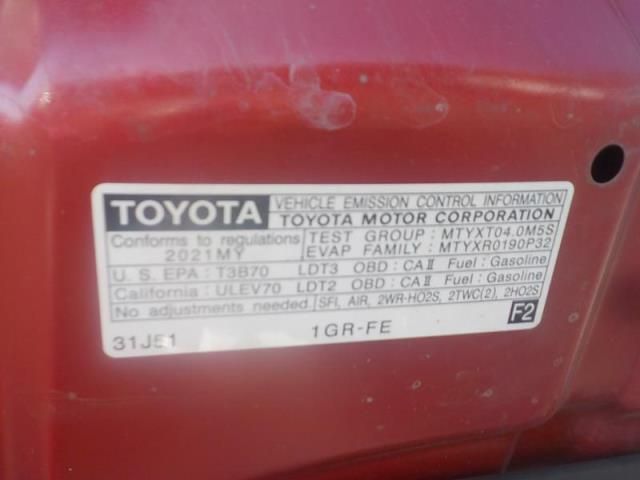 TOYOTA VEHICLE EMISSION CONTROL INFORMATION
TOYOTA MOTOR CORPORATION
Conforms to regulations TEST GROUP : MTYXT04.0M5S
2021MY EVAP FAMILY : MTYXR0190P32
U.S. EPA : T3B70 LDT3 OBD : CA II Fuel : Gasoline
California : ULEV70 LDT2 OBD : CA II Fuel : Gasoline
No adjustments needed SFI, AIR, 2WR-HO2S, 2TWC(2), 2HO2S
31J51 1GR-FE F2